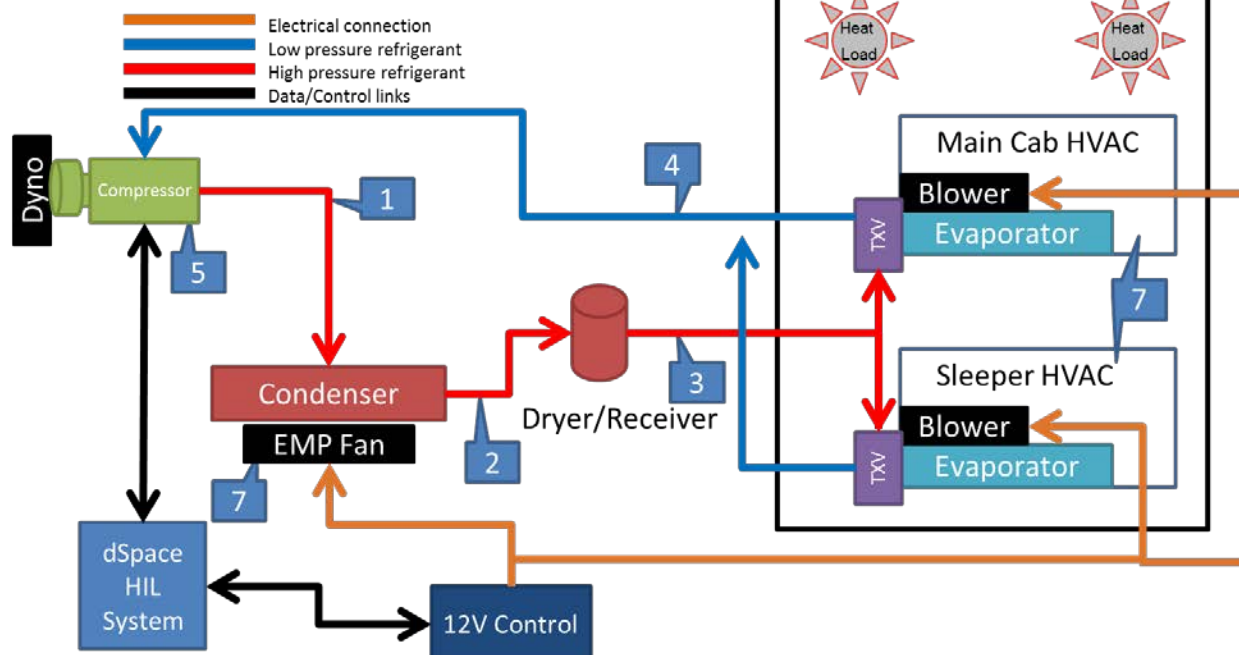 Electrical connection
Low pressure refrigerant
High pressure refrigerant
Data/Control links
Heat
Load
Heat
Load
Dyno
Compressor
1
4
5
Main Cab HVAC
Blower
TXV
Evaporator
7
Condenser
EMP Fan
7
2
Dryer/Receiver
3
Sleeper HVAC
Blower
TXV
Evaporator
dSpace
HIL
System
12V Control